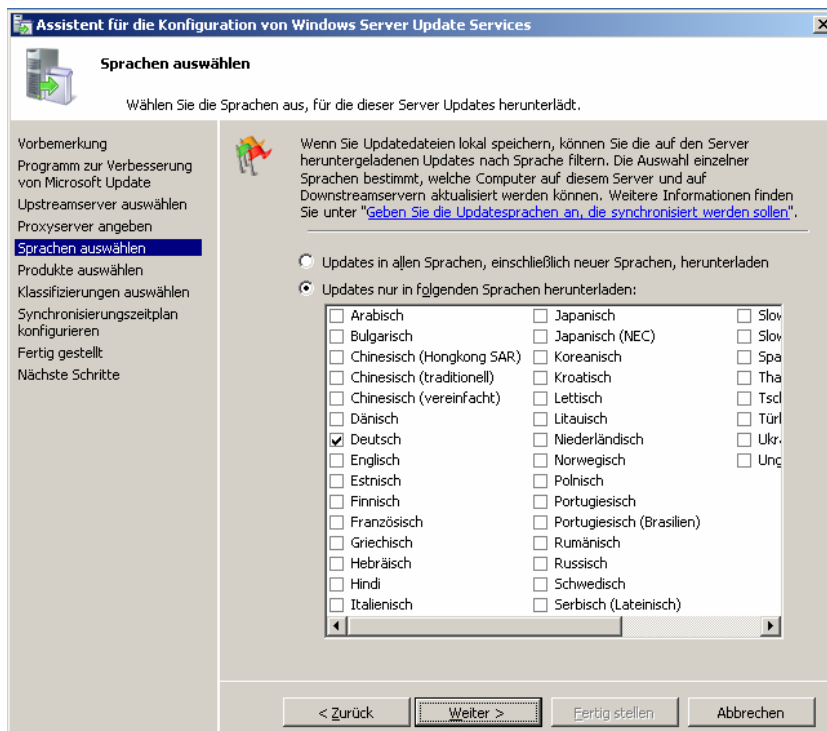 Assistent für die Konfiguration von Windows Server Update Services
Sprachen auswählen
Wählen Sie die Sprachen aus, für die dieser Server Updates herunterlädt.
Vorbemerkung
Programm zur Verbesserung
von Microsoft Update
Upstreamserver auswählen
Proxyserver angeben
Sprachen auswählen
Produkte auswählen
Klassifizierungen auswählen
Synchronisierungszeitplan
konfigurieren
Fertig gestellt
Nächste Schritte
Wenn Sie Updatedateien lokal speichern, können Sie die auf den Server
heruntergeladenen Updates nach Sprache filtern. Die Auswahl einzelner
Sprachen bestimmt, welche Computer auf diesem Server und auf
Downstreamservern aktualisiert werden können. Weitere Informationen finden
Sie unter "Geben Sie die Updatesprachen an, die synchronisiert werden sollen".
Updates in allen Sprachen, einschließlich neuer Sprachen, herunterladen
Updates nur in folgenden Sprachen herunterladen:
Arabisch
Bulgarisch
Chinesisch (Hongkong SAR)
Chinesisch (traditionell)
Chinesisch (vereinfacht)
Dänisch
Deutsch
Englisch
Estnisch
Finnisch
Französisch
Griechisch
Hebräisch
Hindi
Italienisch
Japanisch
Japanisch (NEC)
Koreanisch
Kroatisch
Lettisch
Litauisch
Niederländisch
Norwegisch
Polnisch
Portugiesisch
Portugiesisch (Brasilien)
Rumänisch
Russisch
Schwedisch
Serbisch (Lateinisch)
< Zurück
Weiter >
Fertig stellen
Abbrechen